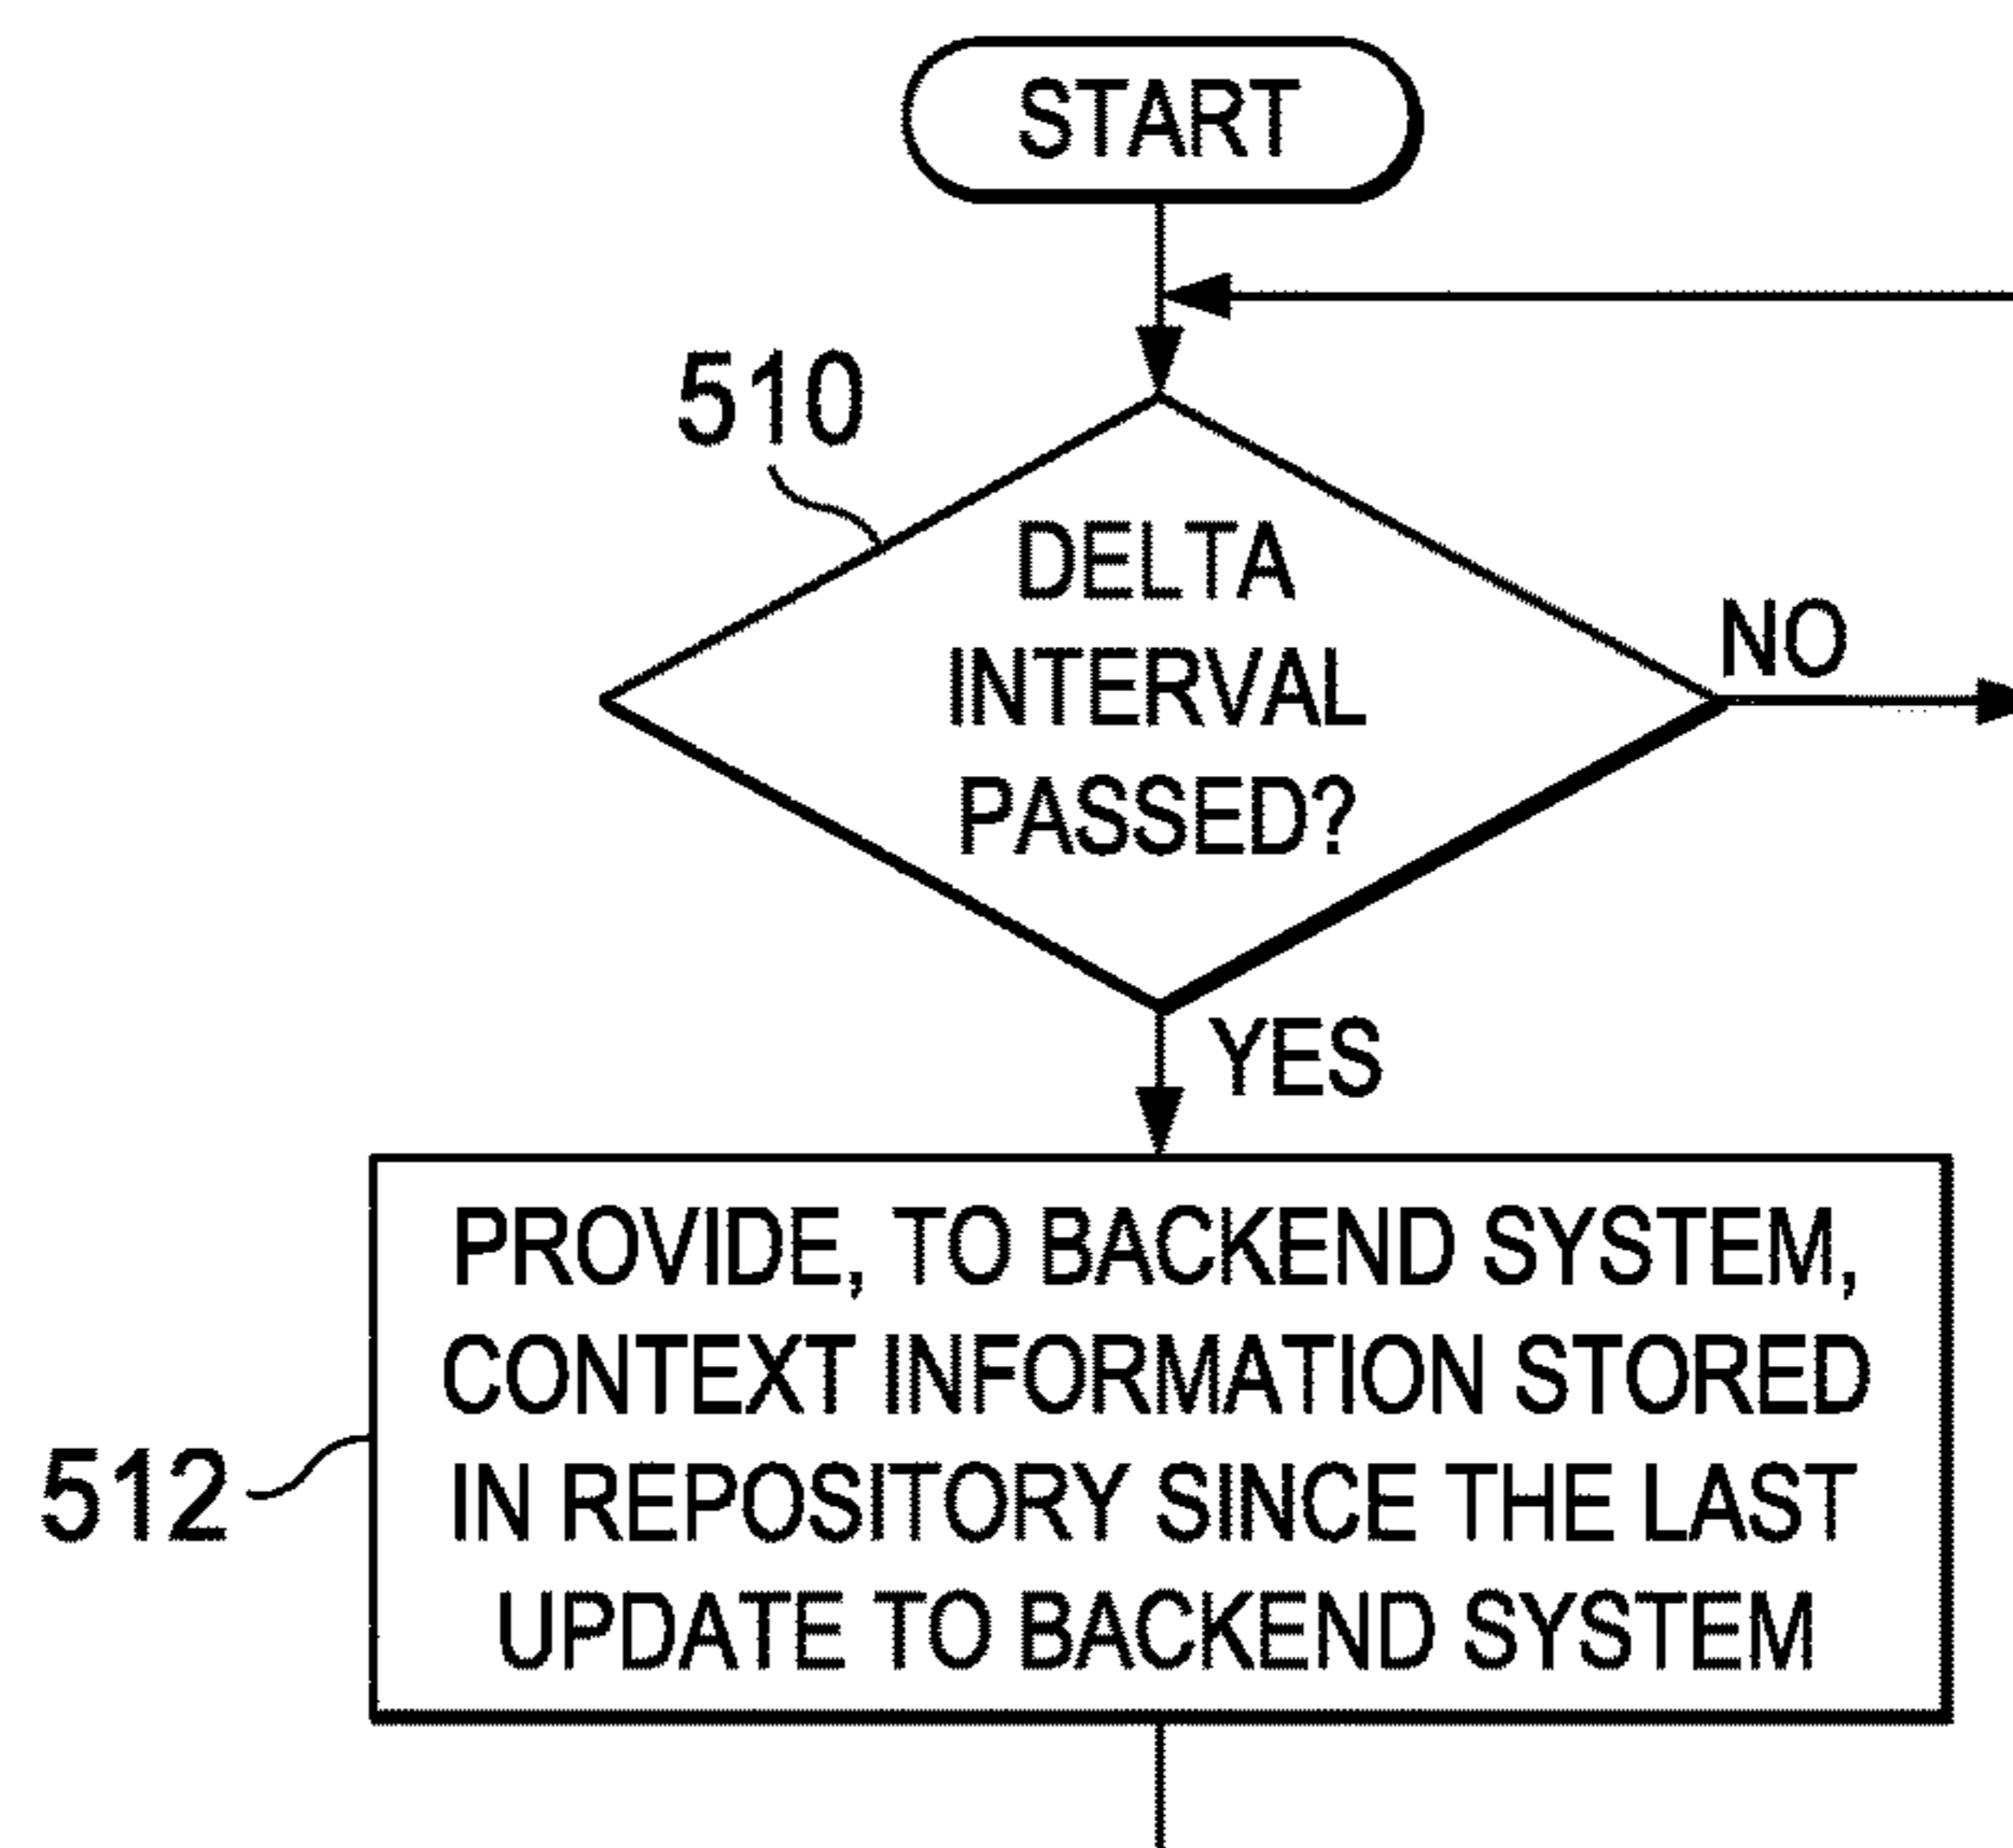 START
510
DELTA
INTERVAL
PASSED?
NO
YES
PROVIDE, TO BACKEND SYSTEM,
CONTEXT INFORMATION STORED
IN REPOSITORY SINCE THE LAST
UPDATE TO BACKEND SYSTEM
512